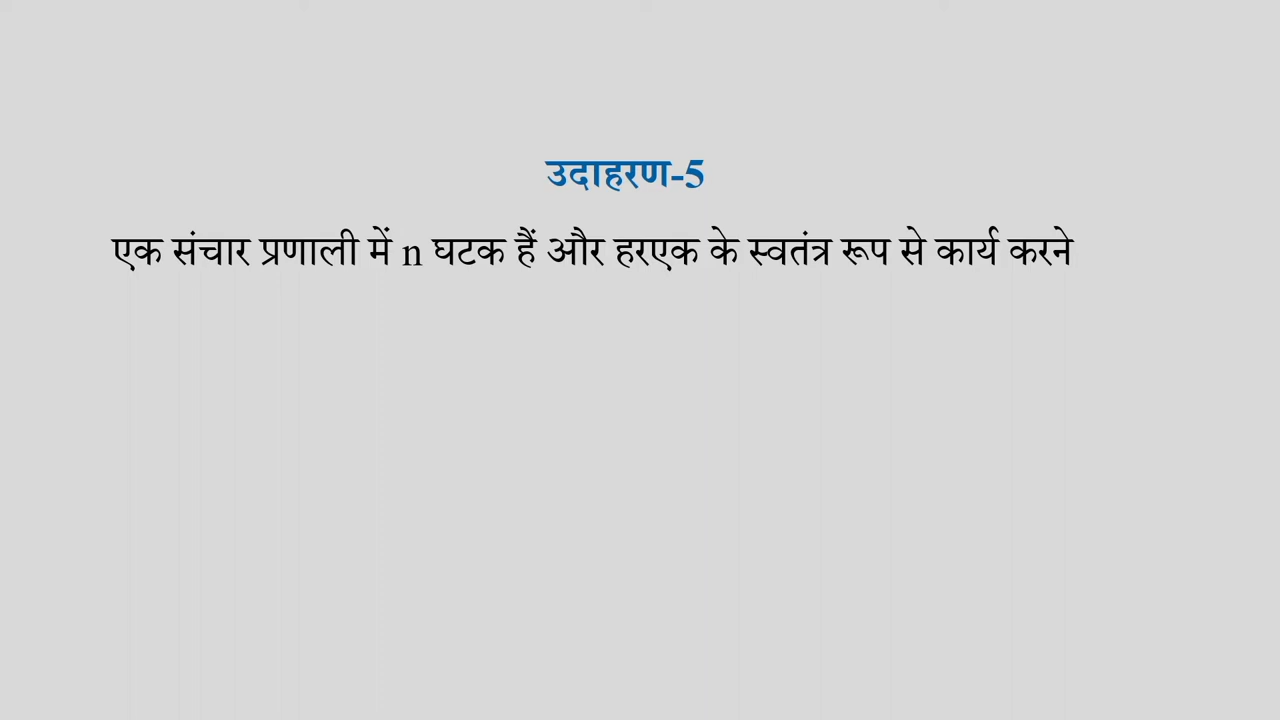 उदाहरण-5
एक संचार प्रणाली में n घटक हैं और हरएक के स्वतंत्र रूप से कार्य करने